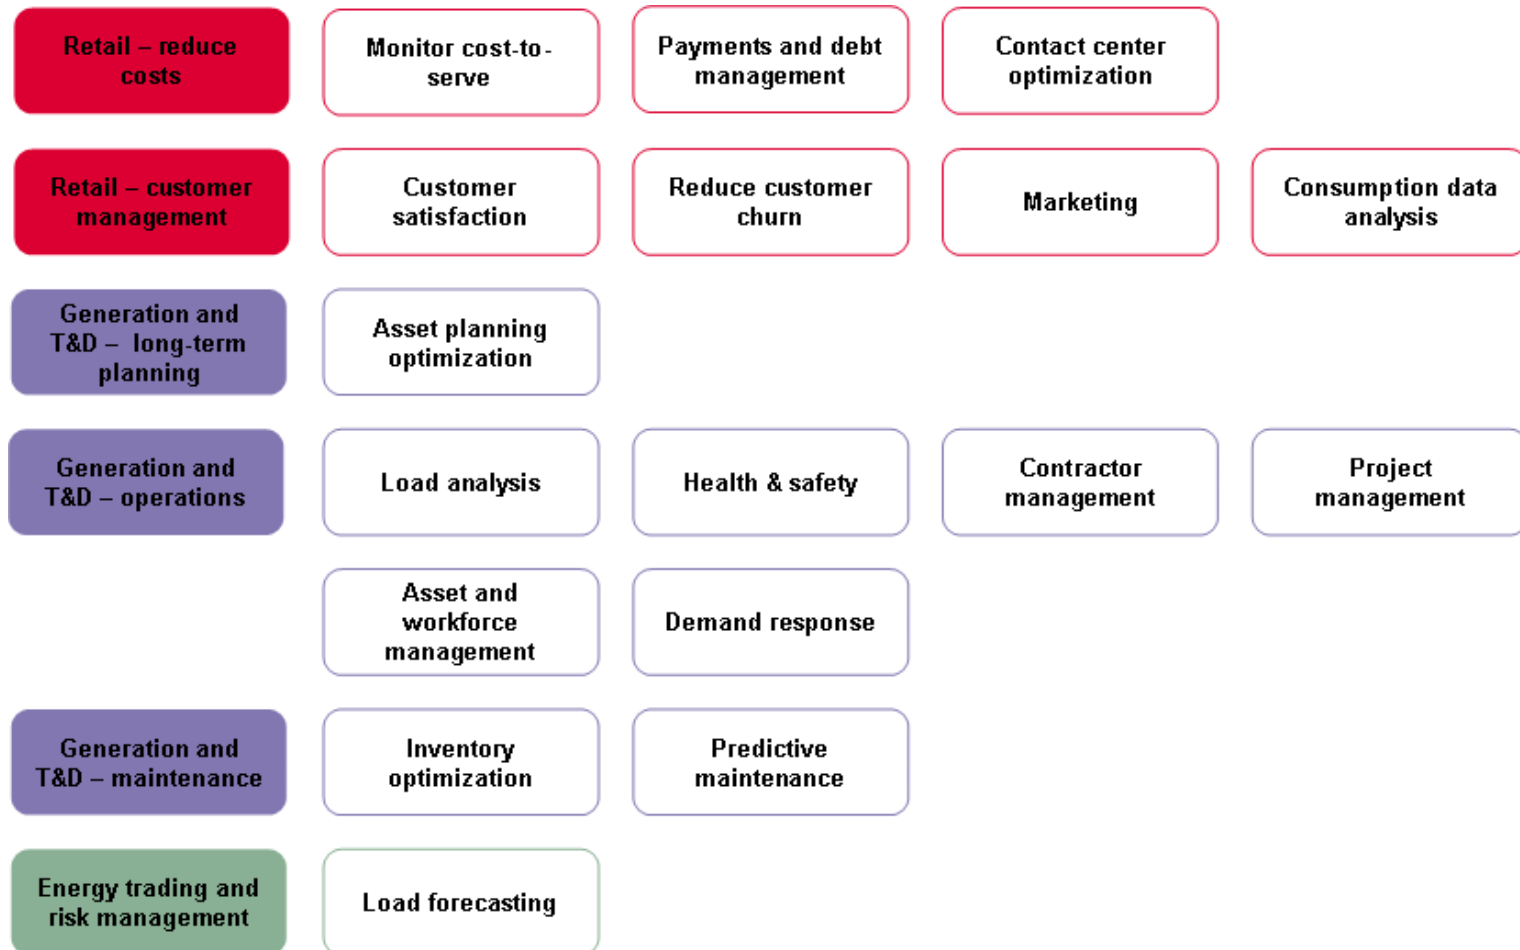 Retail – reduce
costs
Monitor cost-to-
serve
Payments and debt
management
Contact center
optimization
Retail – customer
management
Customer
satisfaction
Reduce customer
churn
Marketing
Consumption data
analysis
Generation and
T&D –  long-term
planning
Asset planning
optimization
Generation and
T&D – operations
Load analysis
Health & safety
Contractor
management
Project
management
Asset and
workforce
management
Demand response
Generation and
T&D – maintenance
Inventory
optimization
Predictive
maintenance
Energy trading and
risk management
Load forecasting